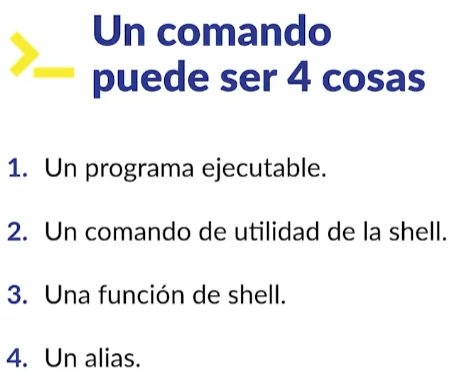 Un comando
puede ser 4 cosas
1. Un programa ejecutable.
2. Un comando de utilidad de la shell.
3. Una función de shell.
4. Un alias.